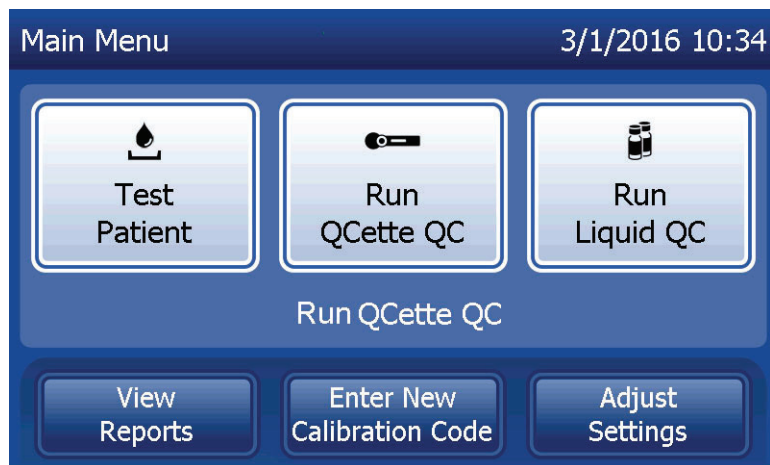 Main Menu 3/1/2016 10:34
Test
Patient
Run
QCette QC
Run
Liquid QC
Run QCette QC
View
Reports
Enter New
Calibration Code
Adjust
Settings